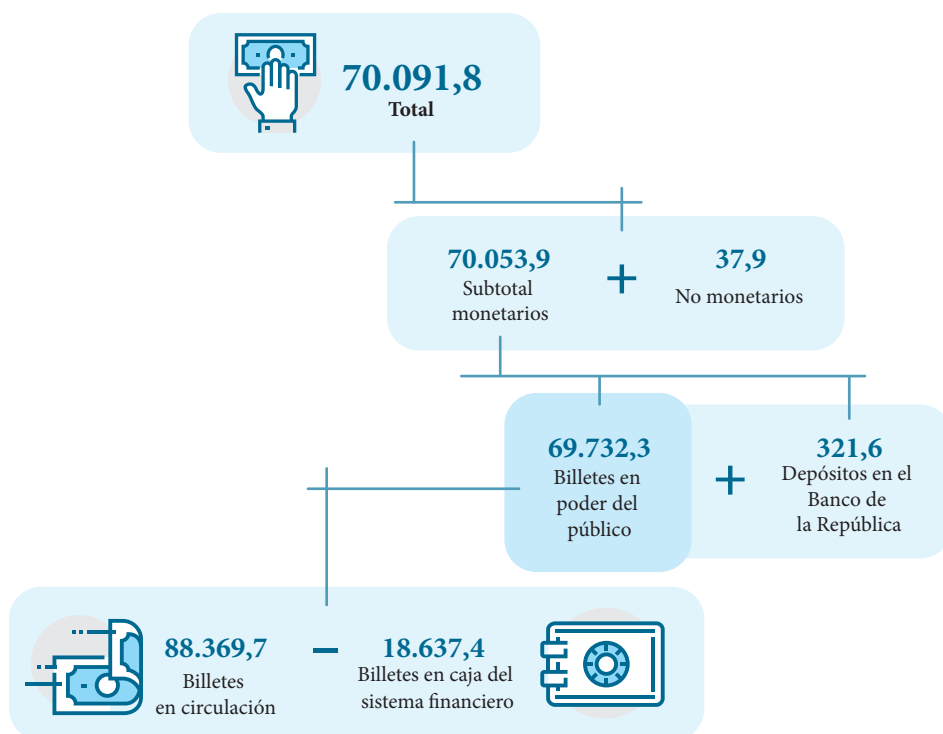 70.091,8
Total
70.053,9
Subtotal
monetarios
+
37,9
No monetarios
69.732,3
Billetes en
poder del
público
+
321,6
Depósitos en el
Banco de
la República
88.369,7
Billetes
en circulación
−
18.637,4
Billetes en caja del
sistema financiero